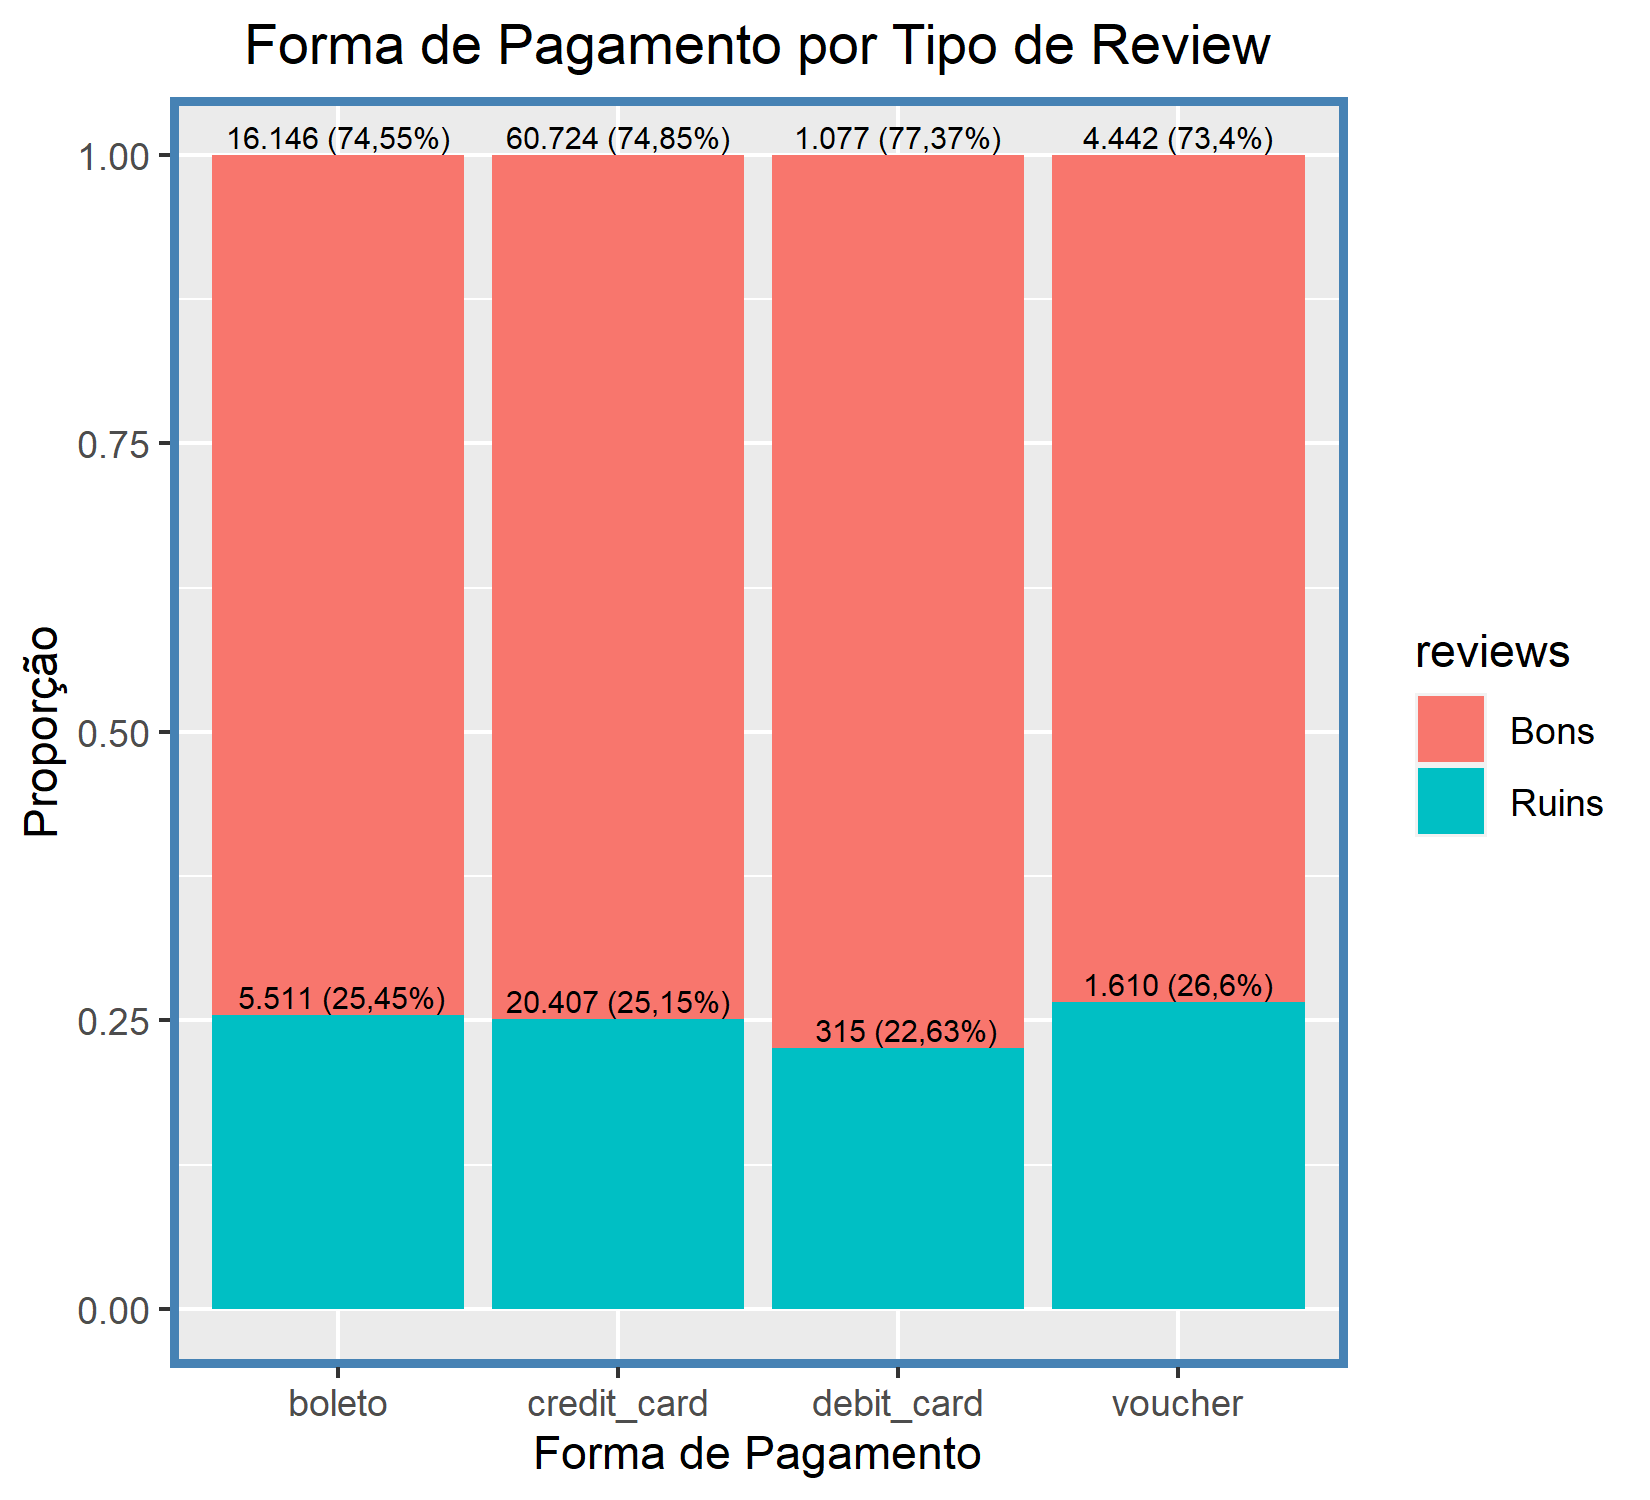 Forma de Pagamento por Tipo de Review
16.146 (74,55%) 60.724 (74,85%) 1.077 (77,37%) 4.442 (73,4%)
1.00
0.75
0.50
0.25
0.00
Proporção
5.511 (25,45%) 20.407 (25,15%) 315 (22,63%) 1.610 (26,6%)
boleto credit_card debit_card voucher
Forma de Pagamento
reviews
Bons
Ruins